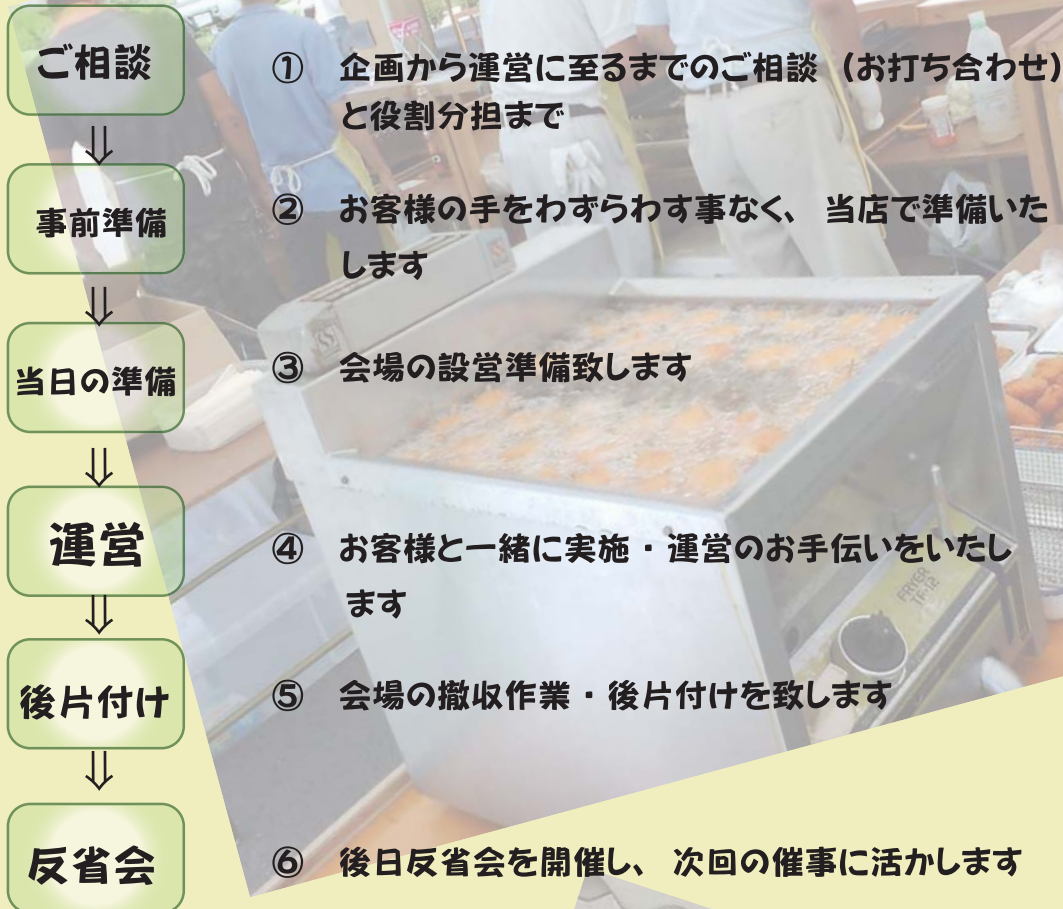 ご相談
① 企画から運営に至るまでのご相談（お打ち合わせ）
と役割分担まで
⇓
事前準備
② お客様の手をわずらわす事なく、当店で準備いた
します
⇓
当日の準備
③ 会場の設営準備致します
⇓
運営
④ お客様と一緒に実施・運営のお手伝いをいたし
ます
⇓
後片付け
⑤ 会場の撤収作業・後片付けを致します
⇓
反省会
⑥ 後日反省会を開催し、次回の催事に活かします
FRYER
TF-12